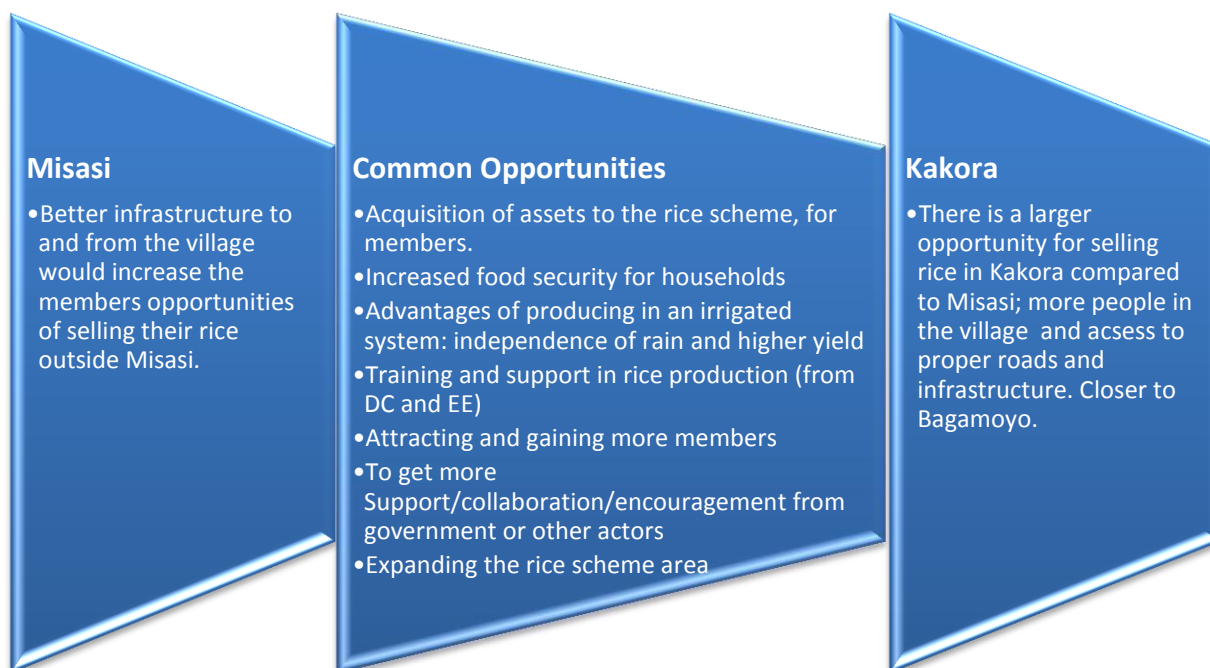 Misasi
•Better infrastructure to
and from the village
would increase the
members opportunities
of selling their rice
outside Misasi.
Common Opportunities
•Acquisition of assets to the rice scheme, for
members.
•Increased food security for households
•Advantages of producing in an irrigated
system: independence of rain and higher yield
•Training and support in rice production (from
DC and EE)
•Attracting and gaining more members
•To get more
Support/collaboration/encouragement from
government or other actors
•Expanding the rice scheme area
Kakora
•There is a larger
opportunity for selling
rice in Kakora compared
to Misasi; more people in
the village and acsess to
proper roads and
infrastructure. Closer to
Bagamoyo.